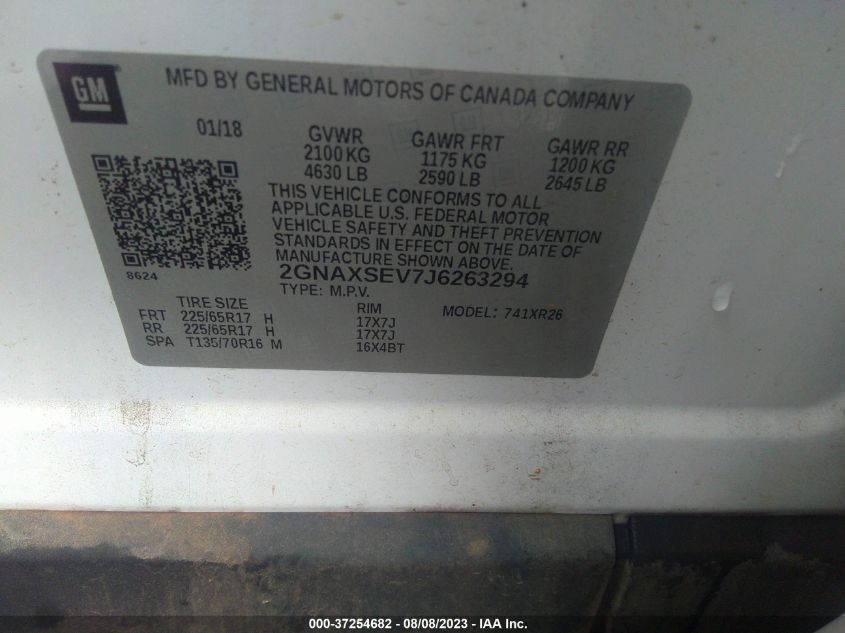 GM
MFD BY GENERAL MOTORS OF CANADA COMPANY
01/18 GVWR GAWR FRT GAWR RR
2100 KG 1175 KG 1200 KG
4630 LB 2590 LB 2645 LB
THIS VEHICLE CONFORMS TO ALL
APPLICABLE U.S. FEDERAL MOTOR
VEHICLE SAFETY AND THEFT PREVENTION
STANDARDS IN EFFECT ON THE DATE OF
MANUFACTURE SHOWN ABOVE.
8624
2GNAXSEV7J6263294
TYPE: M.P.V.
TIRE SIZE RIM MODEL: 741XR26
FRT 225/65R17 H 17X7J
RR 225/65R17 H 17X7J
SPA T135/70R16 M 16X4BT
000-37254682 - 08/08/2023 - IAA Inc.